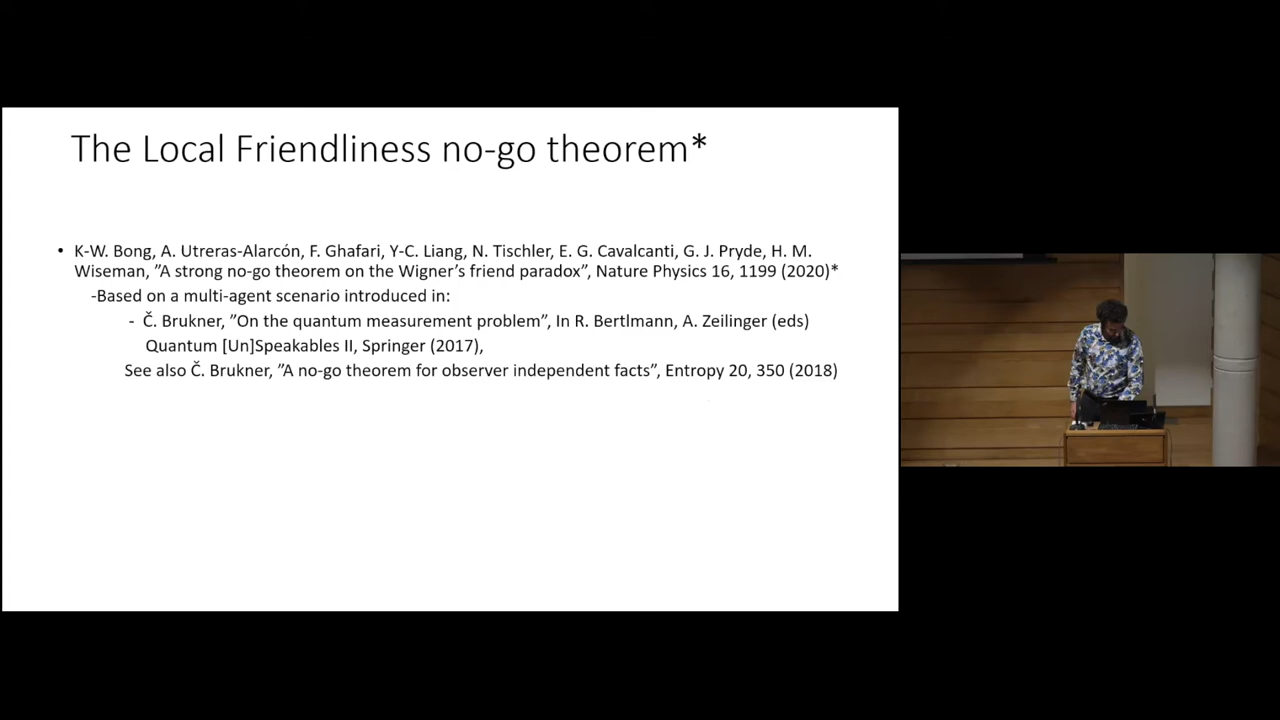 The Local Friendliness no-go theorem*
• K-W. Bong, A. Utreras-Alarcón, F. Ghafari, Y-C. Liang, N. Tischler, E. G. Cavalcanti, G. J. Pryde, H. M.
Wiseman, ”A strong no-go theorem on the Wigner’s friend paradox”, Nature Physics 16, 1199 (2020)*
-Based on a multi-agent scenario introduced in:
- Č. Brukner, ”On the quantum measurement problem”, In R. Bertlmann, A. Zeilinger (eds)
Quantum [Un]Speakables II, Springer (2017),
See also Č. Brukner, ”A no-go theorem for observer independent facts”, Entropy 20, 350 (2018)